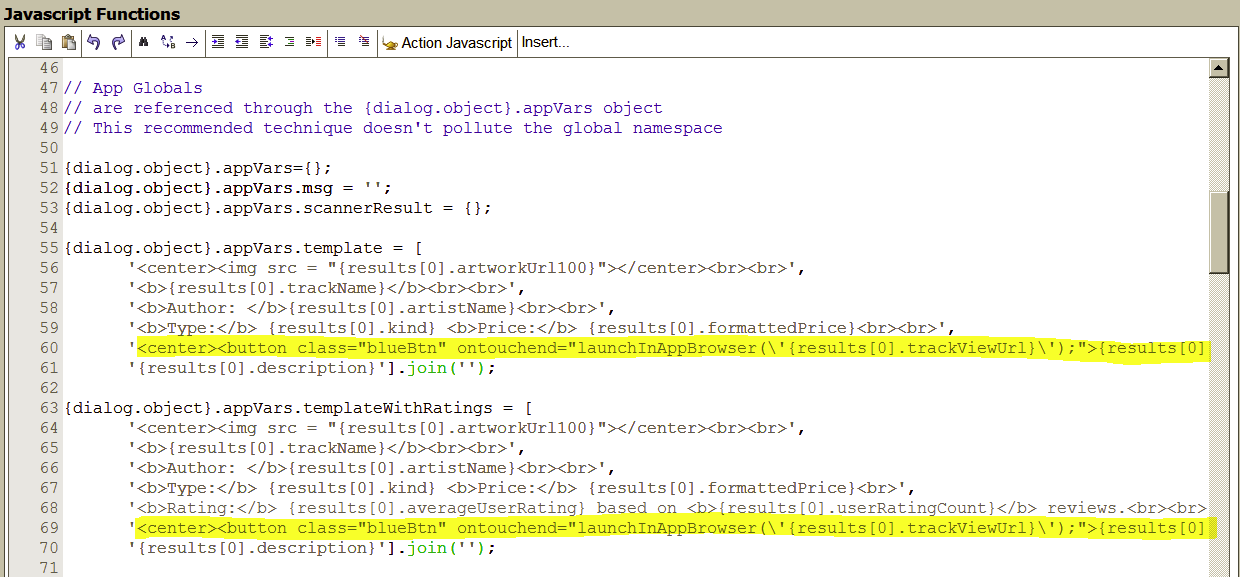 Javascript Functions
Action Javascript Insert...
46
47 // App Globals
48 // are referenced through the {dialog.object}.appVars object
49 // This recommended technique doesn't pollute the global namespace
50
51 {dialog.object}.appVars={};
52 {dialog.object}.appVars.msg = '';
53 {dialog.object}.appVars.scannerResult = {};
54
55 {dialog.object}.appVars.template = [
56 '<center><img src = "{results[0].artworkUrl100}"></center><br><br>',
57 '<b>{results[0].trackName}</b><br><br>',
58 '<b>Author: </b>{results[0].artistName}<br><br>',
59 '<b>Type:</b> {results[0].kind} <b>Price:</b> {results[0].formattedPrice}<br><br>',
60 '<center><button class="blueBtn" ontouchend="launchInAppBrowser(\'{results[0].trackViewUrl}\');">{results[0]
61 '{results[0].description}'].join('');
62
63 {dialog.object}.appVars.templateWithRatings = [
64 '<center><img src = "{results[0].artworkUrl100}"></center><br><br>',
65 '<b>{results[0].trackName}</b><br><br>',
66 '<b>Author: </b>{results[0].artistName}<br><br>',
67 '<b>Type:</b> {results[0].kind} <b>Price:</b> {results[0].formattedPrice}<br>',
68 '<b>Rating:</b> {results[0].averageUserRating} based on <b>{results[0].userRatingCount}</b> reviews.<br><br>
69 '<center><button class="blueBtn" ontouchend="launchInAppBrowser(\'{results[0].trackViewUrl}\');">{results[0]
70 '{results[0].description}'].join('');
71